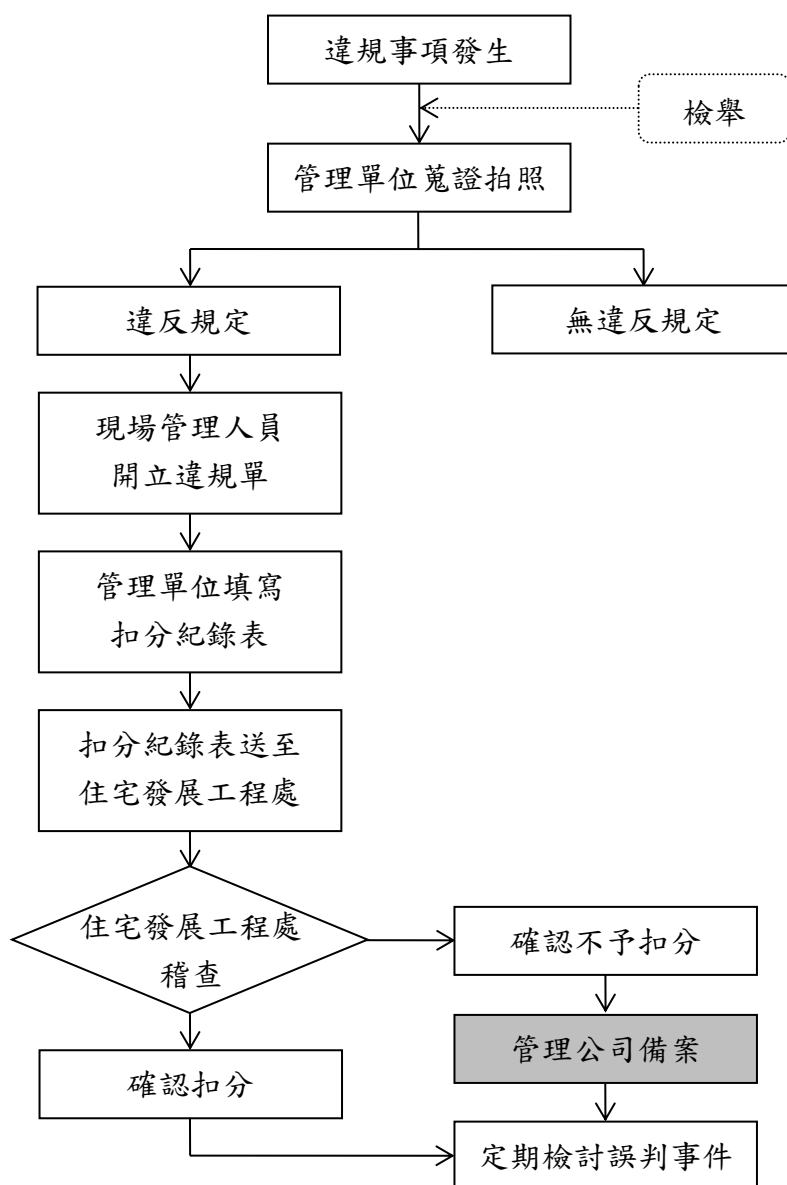 違規事項發生
檢舉
管理單位蒐證拍照
違反規定
無違反規定
現場管理人員
開立違規單
管理單位填寫
扣分紀錄表
扣分紀錄表送至
住宅發展工程處
住宅發展工程處
稽查
確認不予扣分
管理公司備案
確認扣分
定期檢討誤判事件